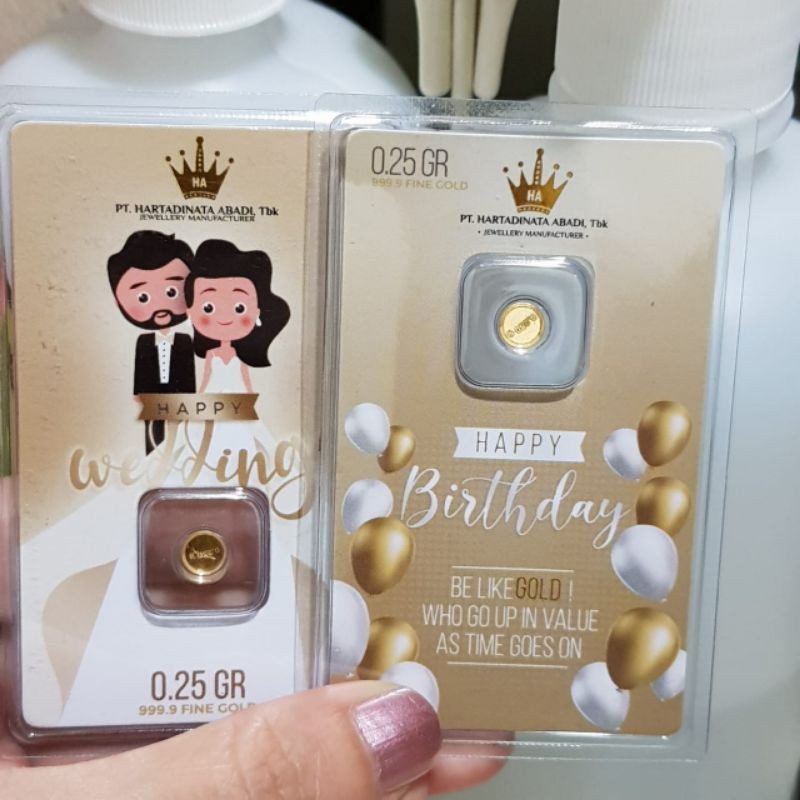 HA
PT. HARTADINATA ABADI, Tbk
JEWELLERY MANUFACTURER
HAPPY
wedding
0.25 GR
999.9 FINE GOLD
0.25 GR
999.9 FINE GOLD
HA
PT. HARTADINATA ABADI, Tbk
• JEWELLERY MANUFACTURER •
HAPPY
Birthday
BE LIKE GOLD !
WHO GO UP IN VALUE
AS TIME GOES ON